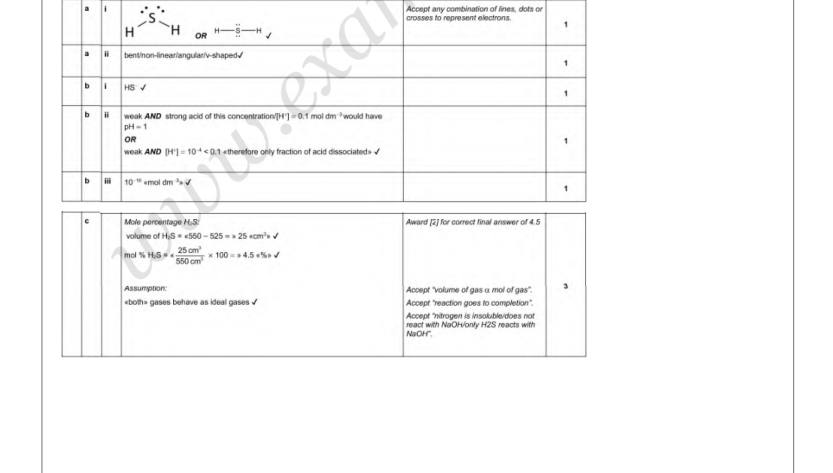 a i S H H OR H—S—H ✓ Accept any combination of lines, dots or
crosses to represent electrons. 1
a ii bent/non-linear/angular/v-shaped✓ 1
b i HS⁻ ✓ 1
b ii weak AND strong acid of this concentration/[H⁺] = 0.1 mol dm⁻³ would have
pH = 1
OR
weak AND [H⁺] = 10⁻⁴ < 0.1 «therefore only fraction of acid dissociated» ✓ 1
b iii 10⁻¹⁰ «mol dm⁻³» ✓ 1
c Mole percentage H₂S: Award [2] for correct final answer of 4.5
volume of H₂S = «550 – 525 = » 25 «cm³» ✓
mol % H₂S = « 25 cm³ / 550 cm³ × 100 = » 4.5 «%» ✓
3
Assumption: Accept "volume of gas α mol of gas".
«both» gases behave as ideal gases ✓ Accept "reaction goes to completion".
Accept "nitrogen is insoluble/does not
react with NaOH/only H2S reacts with
NaOH".
www.exam